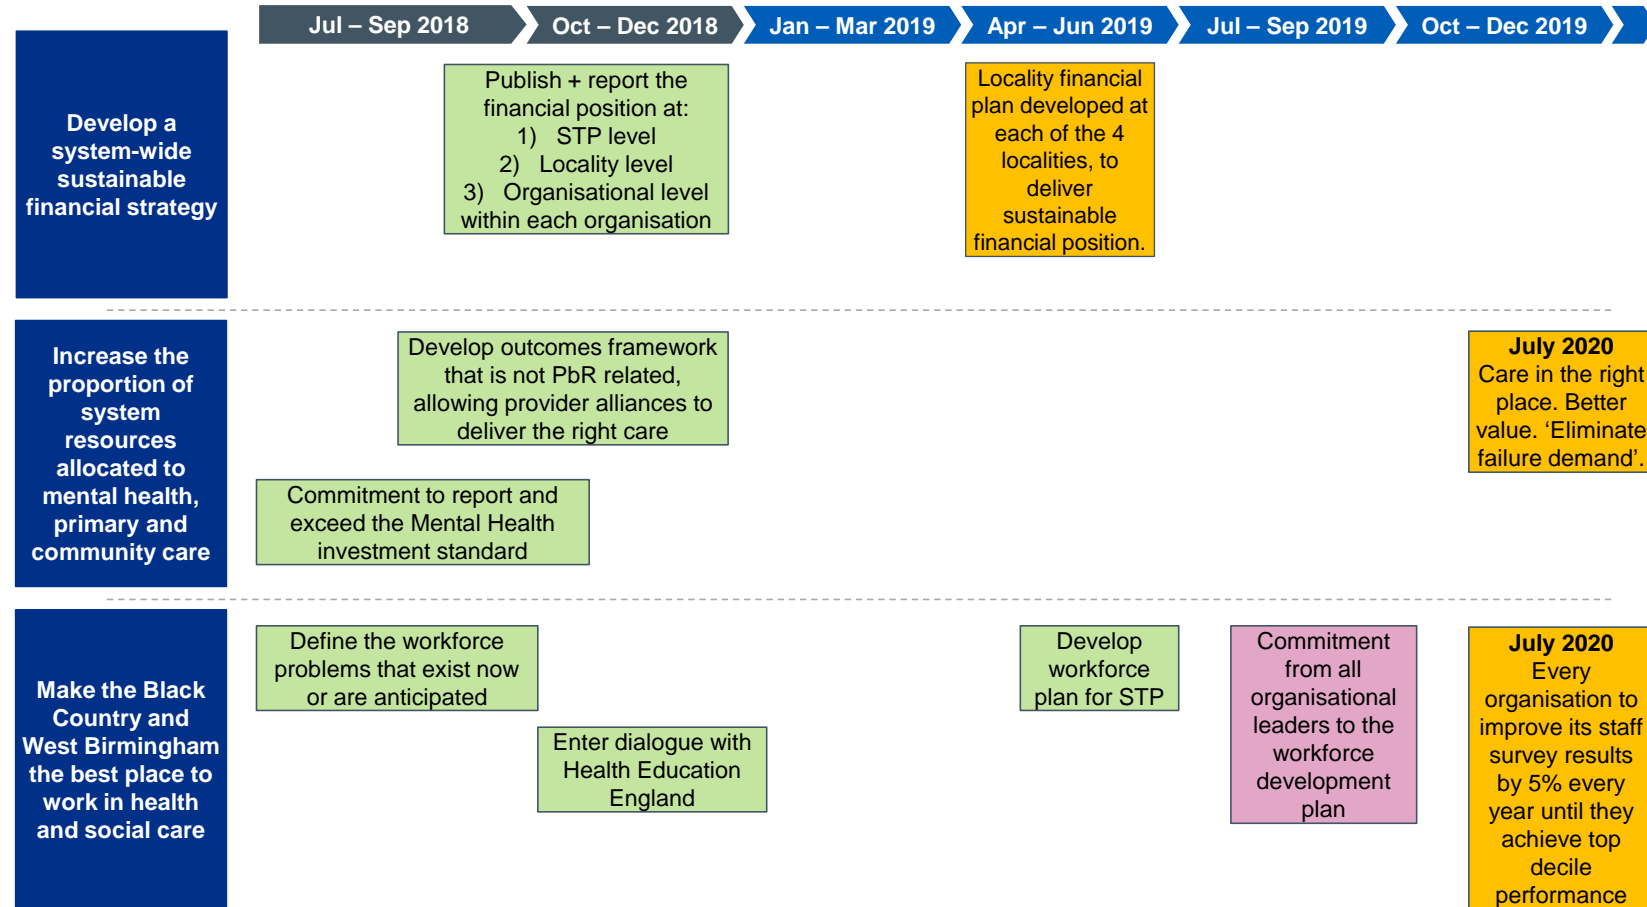 Jul – Sep 2018
Oct – Dec 2018
Jan – Mar 2019
Apr – Jun 2019
Jul – Sep 2019
Oct – Dec 2019
Develop a
system-wide
sustainable
financial strategy
Publish + report the
financial position at:
1) STP level
2) Locality level
3) Organisational level
within each organisation
Locality financial
plan developed at
each of the 4
localities, to
deliver
sustainable
financial position.
Increase the
proportion of
system
resources
allocated to
mental health,
primary and
community care
Develop outcomes framework
that is not PbR related,
allowing provider alliances to
deliver the right care
Commitment to report and
exceed the Mental Health
investment standard
July 2020
Care in the right
place. Better
value. ‘Eliminate
failure demand’.
Make the Black
Country and
West Birmingham
the best place to
work in health
and social care
Define the workforce
problems that exist now
or are anticipated
Enter dialogue with
Health Education
England
Develop
workforce
plan for STP
Commitment
from all
organisational
leaders to the
workforce
development
plan
July 2020
Every
organisation to
improve its staff
survey results
by 5% every
year until they
achieve top
decile
performance